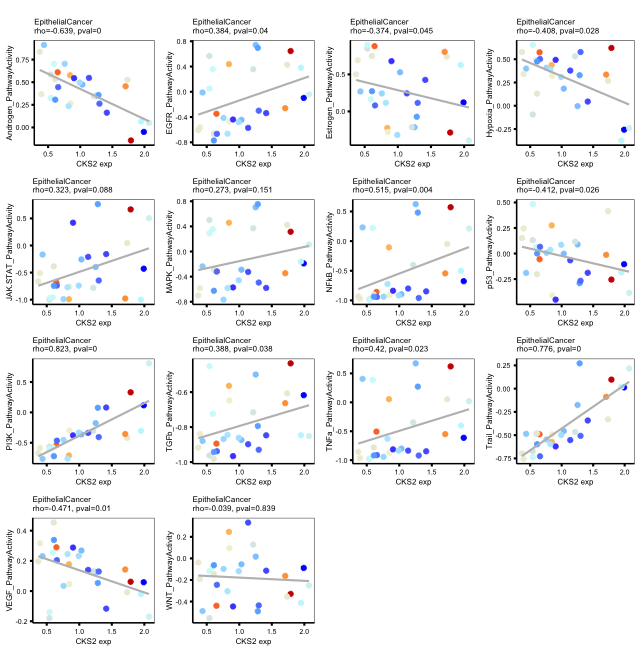 EpithelialCancer
rho=-0.639, pval=0
Androgen_PathwayActivity
0.75
0.50
0.25
0.00
0.5 1.0 1.5 2.0
CKS2 exp
EpithelialCancer
rho=0.384, pval=0.04
EGFR_PathwayActivity
0.8
0.4
0.0
-0.4
-0.8
0.5 1.0 1.5 2.0
CKS2 exp
EpithelialCancer
rho=-0.374, pval=0.045
Estrogen_PathwayActivity
0.5
0.0
0.5 1.0 1.5 2.0
CKS2 exp
EpithelialCancer
rho=-0.408, pval=0.028
Hypoxia_PathwayActivity
0.50
0.25
0.00
-0.25
0.5 1.0 1.5 2.0
CKS2 exp
EpithelialCancer
rho=0.323, pval=0.088
JAK.STAT_PathwayActivity
0.5
0.0
-0.5
-1.0
0.5 1.0 1.5 2.0
CKS2 exp
EpithelialCancer
rho=0.273, pval=0.151
MAPK_PathwayActivity
0.8
0.4
0.0
-0.4
-0.8
0.5 1.0 1.5 2.0
CKS2 exp
EpithelialCancer
rho=0.515, pval=0.004
NFkB_PathwayActivity
0.5
0.0
-0.5
-1.0
0.5 1.0 1.5 2.0
CKS2 exp
EpithelialCancer
rho=-0.412, pval=0.026
p53_PathwayActivity
0.50
0.25
0.00
-0.25
0.5 1.0 1.5 2.0
CKS2 exp
EpithelialCancer
rho=0.823, pval=0
PI3K_PathwayActivity
0.5
0.0
-0.5
0.5 1.0 1.5 2.0
CKS2 exp
EpithelialCancer
rho=0.388, pval=0.038
TGFb_PathwayActivity
-0.6
-0.8
-1.0
0.5 1.0 1.5 2.0
CKS2 exp
EpithelialCancer
rho=0.42, pval=0.023
TNFa_PathwayActivity
0.5
0.0
-0.5
-1.0
0.5 1.0 1.5 2.0
CKS2 exp
EpithelialCancer
rho=0.776, pval=0
Trail_PathwayActivity
0.25
0.00
-0.25
-0.50
-0.75
0.5 1.0 1.5 2.0
CKS2 exp
EpithelialCancer
rho=-0.471, pval=0.01
VEGF_PathwayActivity
0.4
0.2
0.0
-0.2
0.5 1.0 1.5 2.0
CKS2 exp
EpithelialCancer
rho=-0.039, pval=0.839
WNT_PathwayActivity
0.2
0.0
-0.2
-0.4
0.5 1.0 1.5 2.0
CKS2 exp